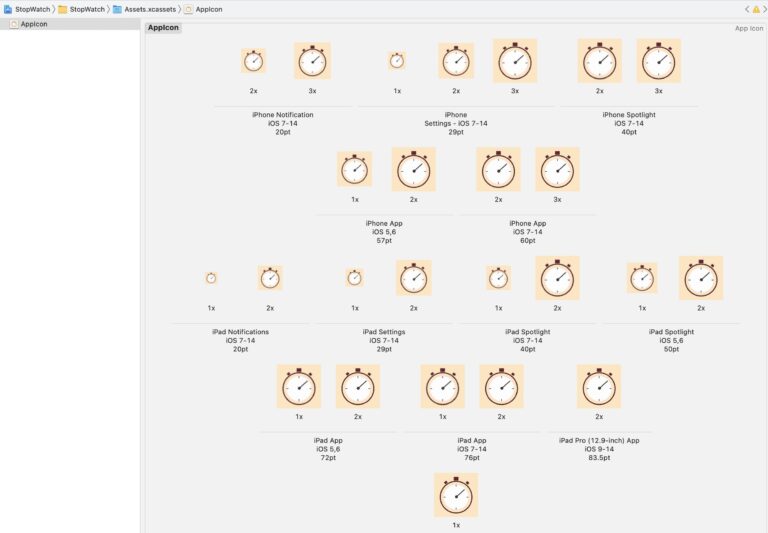 StopWatch StopWatch Assets.xcassets AppIcon
AppIcon
AppIcon
App Icon
2x 3x 1x 2x 3x 2x 3x
iPhone Notification iPhone iPhone Spotlight
iOS 7-14 Settings - iOS 7-14 iOS 7-14
20pt 29pt 40pt
1x 2x 2x 3x
iPhone App iPhone App
iOS 5,6 iOS 7-14
57pt 60pt
1x 2x 1x 2x 1x 2x 1x 2x
iPad Notifications iPad Settings iPad Spotlight iPad Spotlight
iOS 7-14 iOS 7-14 iOS 7-14 iOS 5,6
20pt 29pt 40pt 50pt
1x 2x 1x 2x 2x
iPad App iPad App iPad Pro (12.9-inch) App
iOS 5,6 iOS 7-14 iOS 9-14
72pt 76pt 83.5pt
1x